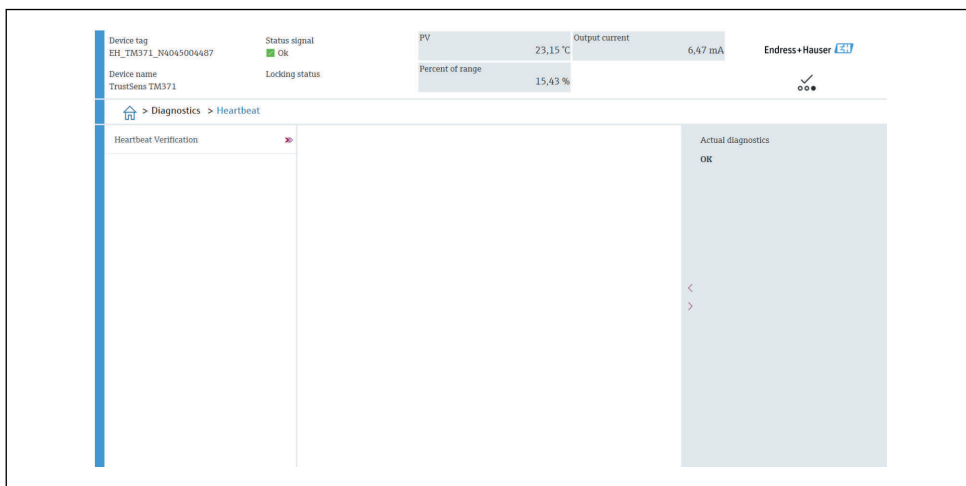 Device tag
EH_TM371_N4045004487
Status signal
Ok
PV
23,15 °C
Output current
6,47 mA
Endress+Hauser EH
Device name
TrustSens TM371
Locking status
Percent of range
15,43 %
> Diagnostics > Heartbeat
Heartbeat Verification
Actual diagnostics
OK